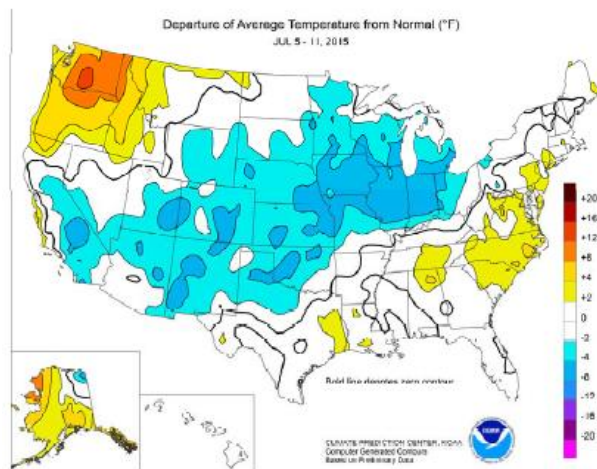 Departure of Average Temperature from Normal (°F)
JUL 5 - 11, 2015
+20
+16
+12
+8
+4
+2
0
-2
-4
-8
-12
-16
-20
Bold line denotes zero contour
CLIMATE PREDICTION CENTER, NOAA
Computer Generated Contours
Based on Preliminary Data
NOAA